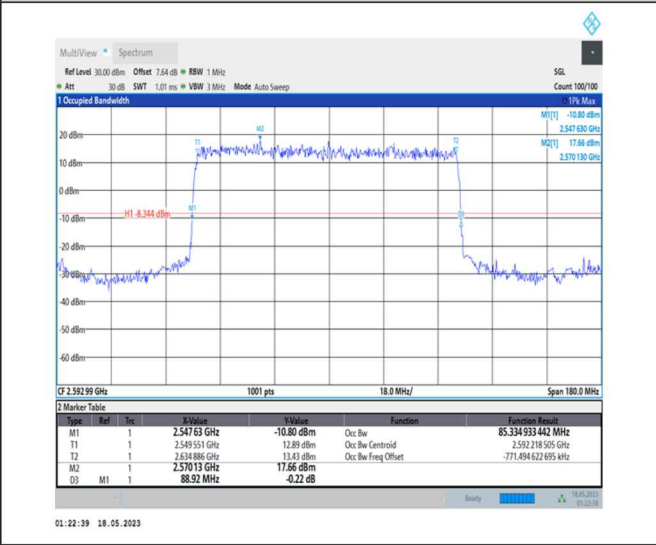 MultiView Spectrum
Ref Level 30.00 dBm Offset 7.64 dB RBW 1 MHz SGL
Att 30 dB SWT 1.01 ms VBW 3 MHz Mode Auto Sweep Count 100/100
1 Occupied Bandwidth 1Pk Max
M1[1] -10.80 dBm
2.547 630 GHz
M2[1] 17.66 dBm
2.570 130 GHz
20 dBm
M2
T1
T2
10 dBm
0 dBm
M1
H1 -8.344 dBm
D3
-10 dBm
-20 dBm
-30 dBm
-40 dBm
-50 dBm
-60 dBm
CF 2.592 99 GHz 1001 pts 18.0 MHz/ Span 180.0 MHz
2 Marker Table
Type Ref Trc X-Value Y-Value Function Function Result
M1 1 2.547 63 GHz -10.80 dBm Occ Bw 85.334 933 442 MHz
T1 1 2.549 551 GHz 12.89 dBm Occ Bw Centroid 2.592 218 505 GHz
T2 1 2.634 886 GHz 13.43 dBm Occ Bw Freq Offset -771.494 622 695 kHz
M2 1 2.570 13 GHz 17.66 dBm
D3 M1 1 88.92 MHz -0.22 dB
Ready 18.05.2023
01:22:38
01:22:39 18.05.2023